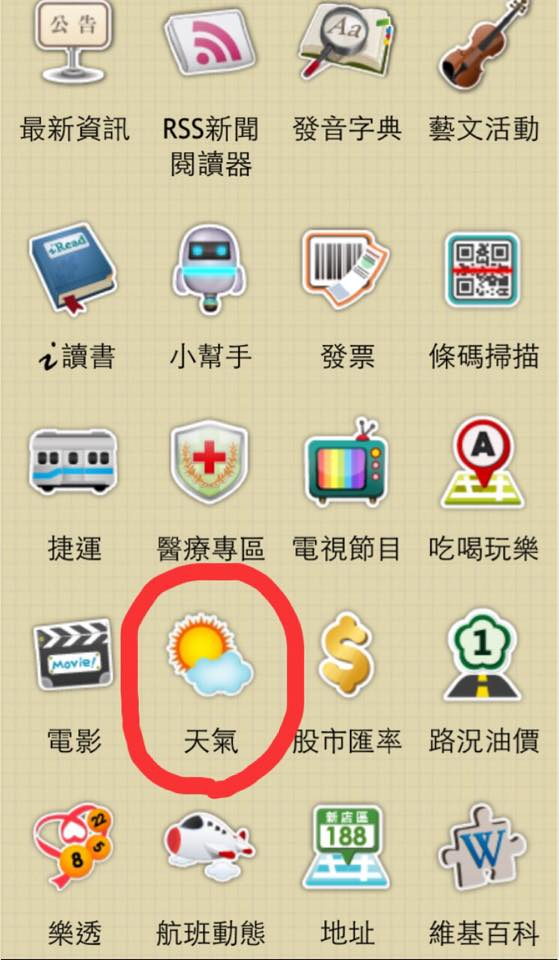 公告
Aa
最新資訊
RSS新聞
閱讀器
發音字典
藝文活動
iRead
i讀書
小幫手
發票
條碼掃描
A
捷運
醫療專區
電視節目
吃喝玩樂
Movie!
$
1
電影
天氣
股市匯率
路況油價
22
8
5
新店區
188
W
樂透
航班動態
地址
維基百科